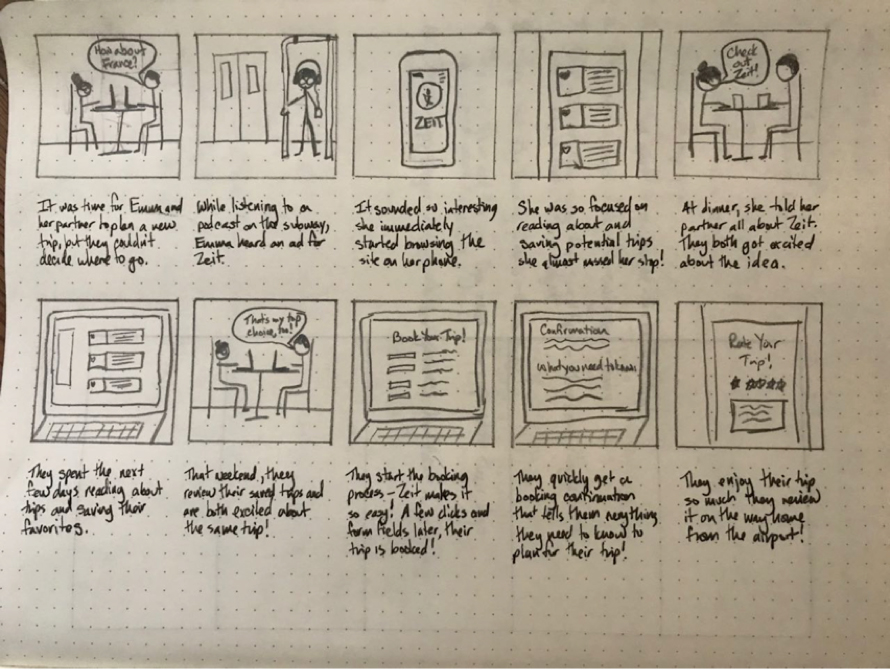 How about
France?
ZEIT
Check
out
Zeit!
It was time for Emma and
her partner to plan a new
trip, but they couldn't
decide where to go.
While listening to a
podcast on the subway,
Emma heard an ad for
Zeit.
It sounded so interesting
she immediately
started browsing the
site on her phone.
She was so focused on
reading about and
saving potential trips
she almost missed her stop!
At dinner, she told her
partner all about Zeit.
They both got excited
about the idea.
That's my top
choice, too!
Book Your Trip!
Confirmation
What you need to know
Rate Your
Trip!
They spent the next
few days reading about
trips and saving their
favorites.
That weekend, they
review their saved trips and
are both excited about
the same trip!
They start the booking
process - Zeit makes it
so easy! A few clicks and
form fields later, their
trip is booked!
They quickly get a
booking confirmation
that tells them everything
they need to know to
plan for their trip!
They enjoy their trip
so much they review
it on the way home
from the airport!